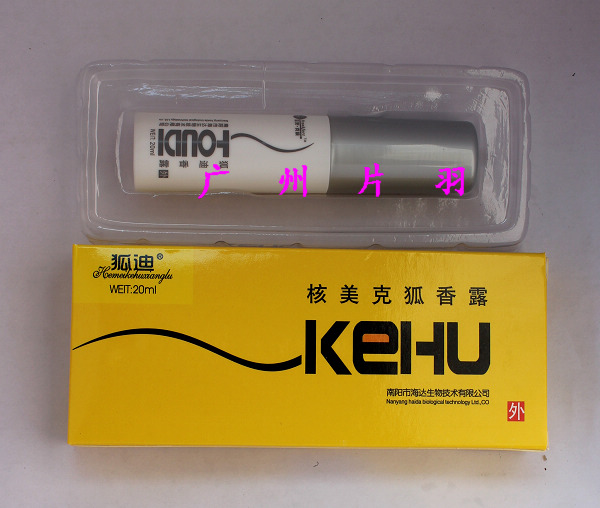 WEIT:20ml
HOUDI
狐迪香露
广州片羽
狐迪®
Hemeikehuxianglu
WEIT:20ml
核美克狐香露
KeHU
南阳市海达生物技术有限公司
Nanyang haida biological technology Ltd.,CO
外